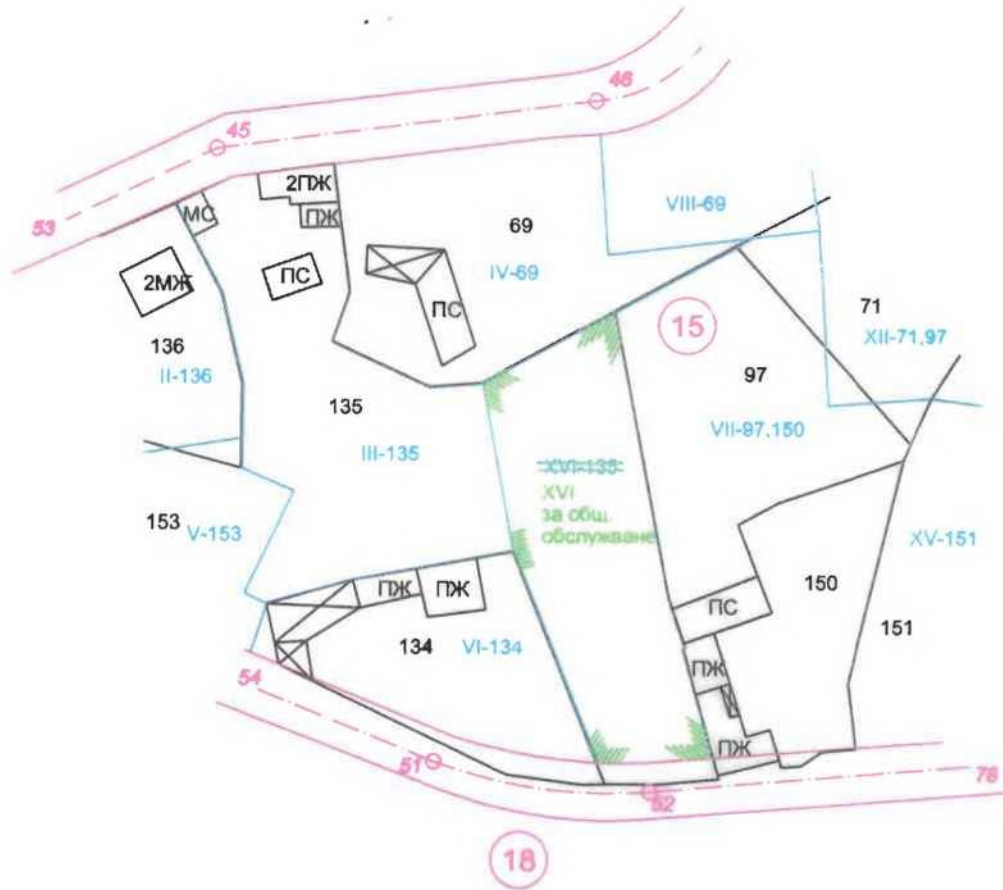 46
45
53
2ПЖ
ПЖ
МС
2МЖ
ПС
ПС
69
IV-69
VIII-69
15
71
XII-71,97
97
VII-97,150
136
II-136
135
III-135
XVI-135
XVI
за общ.
обслужване
153
V-153
XV-151
150
151
ПС
ПЖ
ПЖ
134
VI-134
ПЖ
ПЖ
54
51
52
78
18